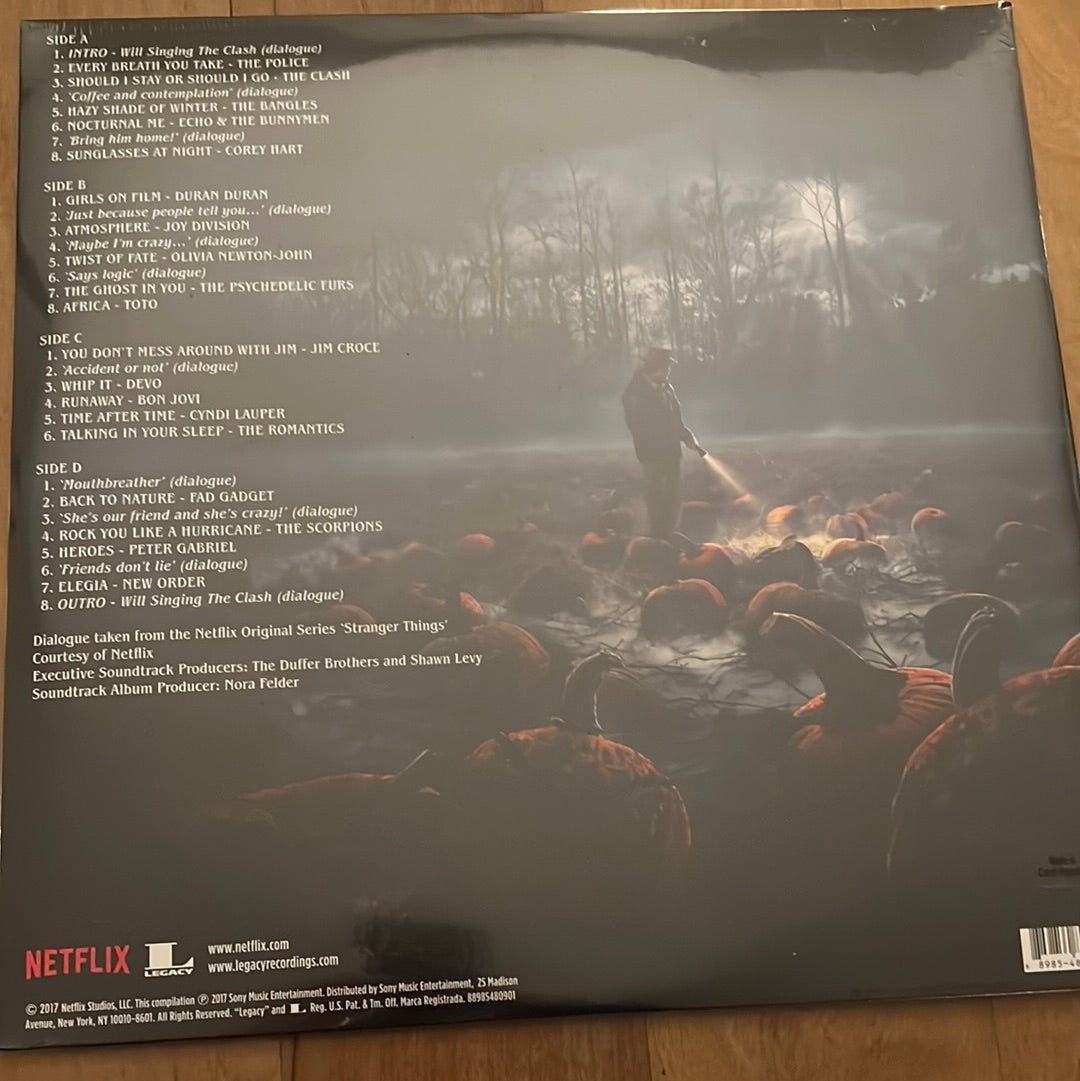 SIDE A
1. INTRO - Will Singing The Clash (dialogue)
2. EVERY BREATH YOU TAKE - THE POLICE
3. SHOULD I STAY OR SHOULD I GO - THE CLASH
4. 'Coffee and contemplation' (dialogue)
5. HAZY SHADE OF WINTER - THE BANGLES
6. NOCTURNAL ME - ECHO & THE BUNNYMEN
7. 'Bring him home!' (dialogue)
8. SUNGLASSES AT NIGHT - COREY HART
SIDE B
1. GIRLS ON FILM - DURAN DURAN
2. 'Just because people tell you...' (dialogue)
3. ATMOSPHERE - JOY DIVISION
4. 'Maybe I'm crazy...' (dialogue)
5. TWIST OF FATE - OLIVIA NEWTON-JOHN
6. 'Says logic' (dialogue)
7. THE GHOST IN YOU - THE PSYCHEDELIC FURS
8. AFRICA - TOTO
SIDE C
1. YOU DON'T MESS AROUND WITH JIM - JIM CROCE
2. 'Accident or not' (dialogue)
3. WHIP IT - DEVO
4. RUNAWAY - BON JOVI
5. TIME AFTER TIME - CYNDI LAUPER
6. TALKING IN YOUR SLEEP - THE ROMANTICS
SIDE D
1. 'Mouthbreather' (dialogue)
2. BACK TO NATURE - FAD GADGET
3. 'She's our friend and she's crazy!' (dialogue)
4. ROCK YOU LIKE A HURRICANE - THE SCORPIONS
5. HEROES - PETER GABRIEL
6. 'Friends don't lie' (dialogue)
7. ELEGIA - NEW ORDER
8. OUTRO - Will Singing The Clash (dialogue)
Dialogue taken from the Netflix Original Series 'Stranger Things'
Courtesy of Netflix
Executive Soundtrack Producers: The Duffer Brothers and Shawn Levy
Soundtrack Album Producer: Nora Felder
NETFLIX
L
LEGACY
www.netflix.com
www.legacyrecordings.com
© 2017 Netflix Studios, LLC. This compilation ℗ 2017 Sony Music Entertainment. Distributed by Sony Music Entertainment, 25 Madison
Avenue, New York, NY 10010-8601. All Rights Reserved. "Legacy" and L Reg. U.S. Pat. & Tm. Off. Marca Registrada. 88985480901
8985-48